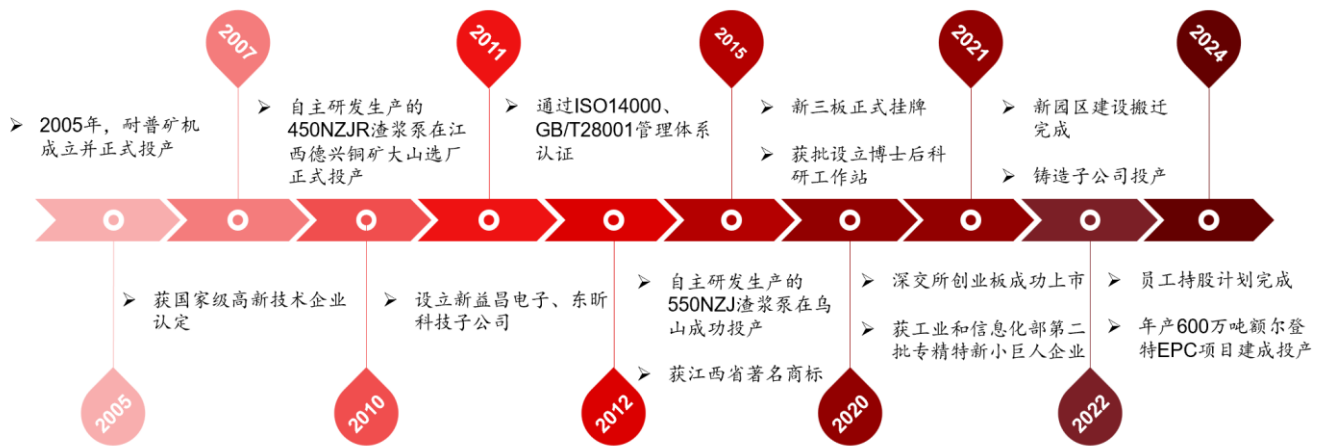 2007
2011
2015
2021
2024
➢ 2005年，耐普矿机
成立并正式投产
➢ 自主研发生产的
450NZJR渣浆泵在江
西德兴铜矿大山选厂
正式投产
➢ 通过ISO14000、
GB/T28001管理体系
认证
➢ 新三板正式挂牌
➢ 获批设立博士后科
研工作站
➢ 新园区建设搬迁
完成
➢ 铸造子公司投产
➢ 获国家级高新技术企业
认定
➢ 设立新益昌电子、东昕
科技子公司
➢ 自主研发生产的
550NZJ渣浆泵在乌
山成功投产
➢ 获江西省著名商标
➢ 深交所创业板成功上市
➢ 获工业和信息化部第二
批专精特新小巨人企业
➢ 员工持股计划完成
➢ 年产600万吨额尔登
特EPC项目建成投产
2005
2010
2012
2020
2022